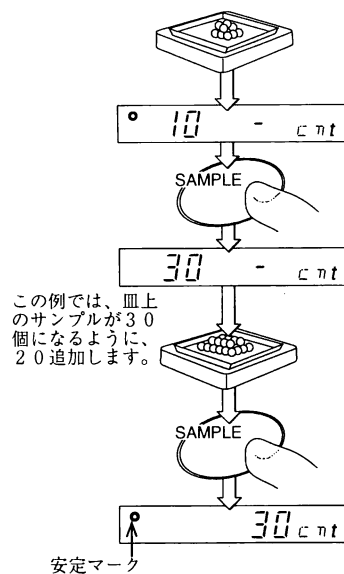 10 - cnt
SAMPLE
30 - cnt
この例では、皿上
のサンプルが30
個になるように、
20追加します。
SAMPLE
30 cnt
安定マーク